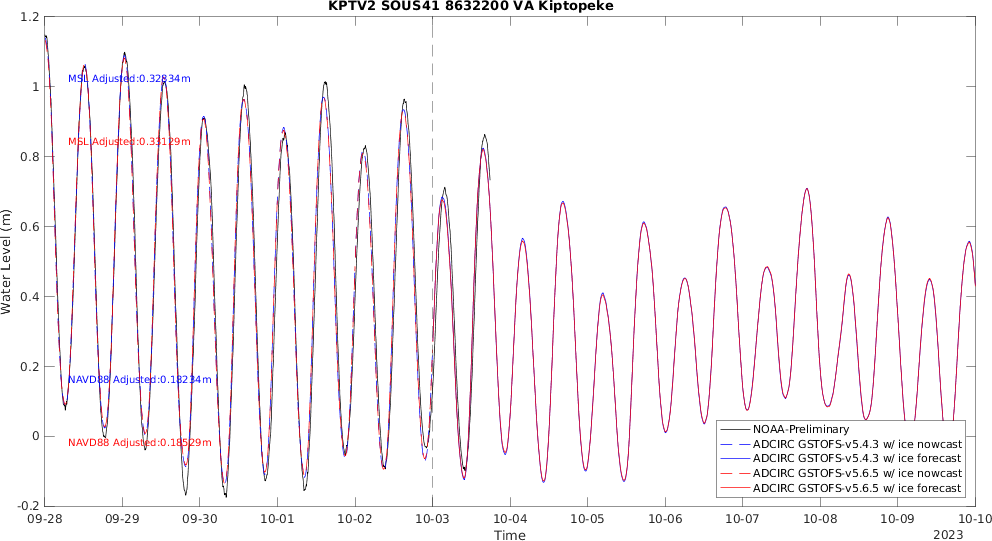 KPTV2 SOUS41 8632200 VA Kiptopeke
Water Level (m)
1.2
1
0.8
0.6
0.4
0.2
0
-0.2
MSL Adjusted:0.32834m
MSL Adjusted:0.33129m
NAVD88 Adjusted:0.18234m
NAVD88 Adjusted:0.18529m
NOAA-Preliminary
ADCIRC GSTOFS-v5.4.3 w/ ice nowcast
ADCIRC GSTOFS-v5.4.3 w/ ice forecast
ADCIRC GSTOFS-v5.6.5 w/ ice nowcast
ADCIRC GSTOFS-v5.6.5 w/ ice forecast
09-28 09-29 09-30 10-01 10-02 10-03 10-04 10-05 10-06 10-07 10-08 10-09 10-10
Time
2023